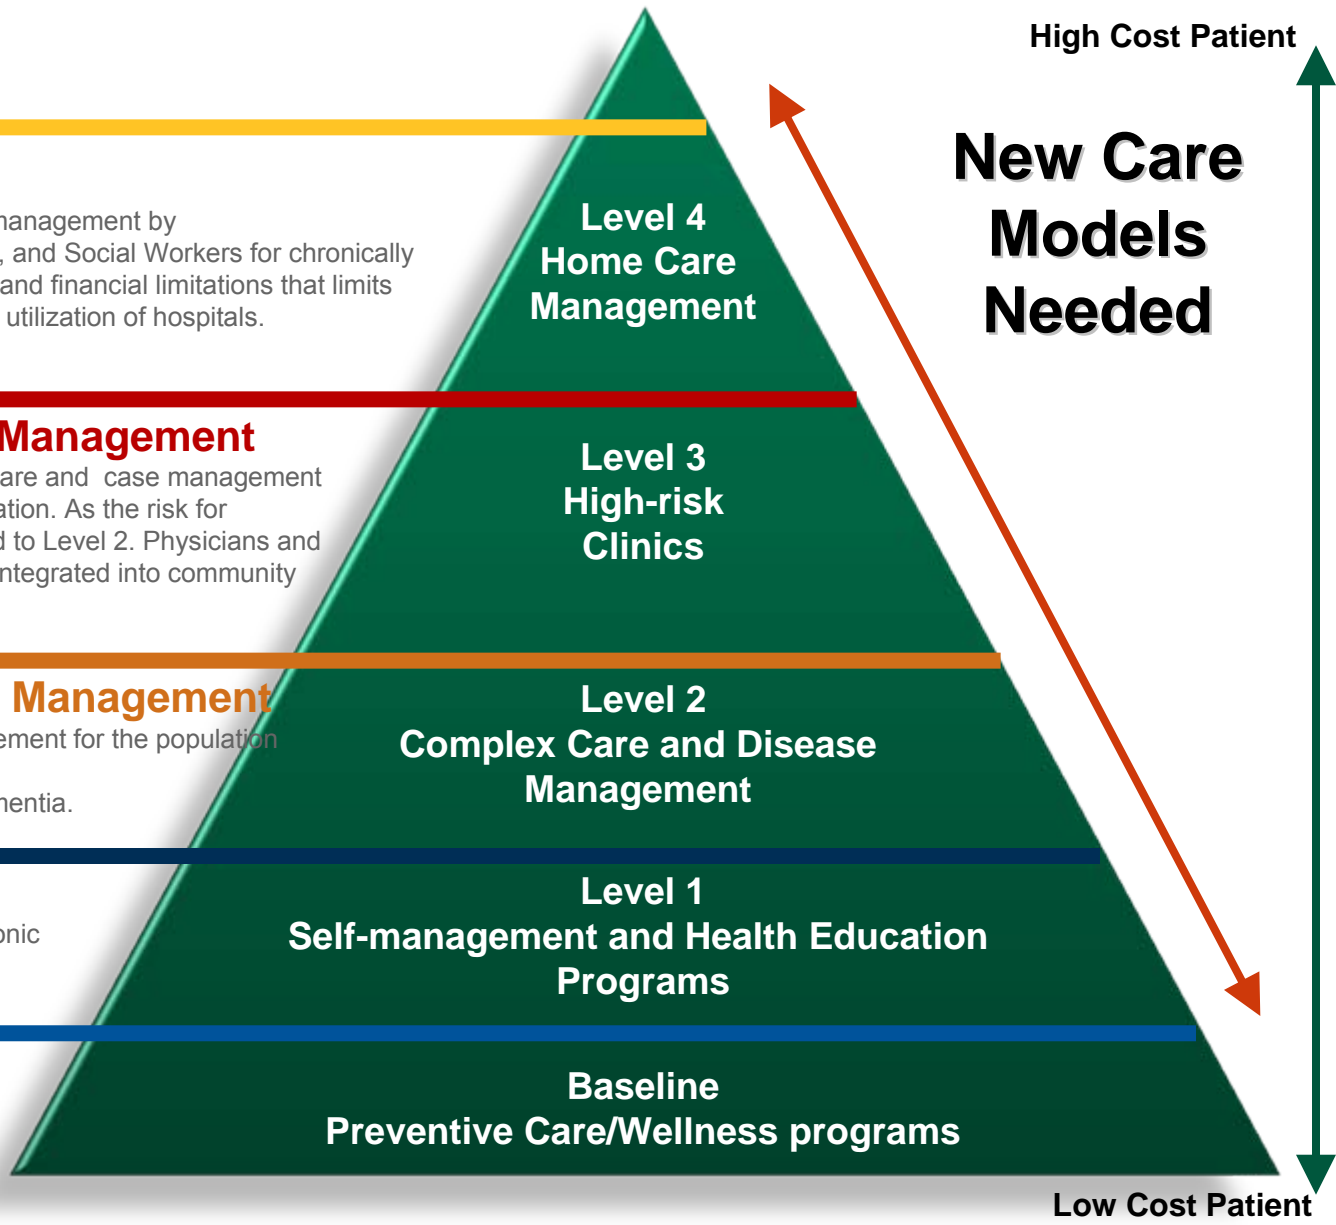 High Cost Patient
New Care
Models
Needed
management by
, and Social Workers for chronically
and financial limitations that limits
utilization of hospitals.
Level 4
Home Care
Management
Management
are and case management
ation. As the risk for
d to Level 2. Physicians and
integrated into community
Level 3
High-risk
Clinics
Management
ement for the population
mentia.
Level 2
Complex Care and Disease
Management
onic
Level 1
Self-management and Health Education
Programs
Baseline
Preventive Care/Wellness programs
Low Cost Patient